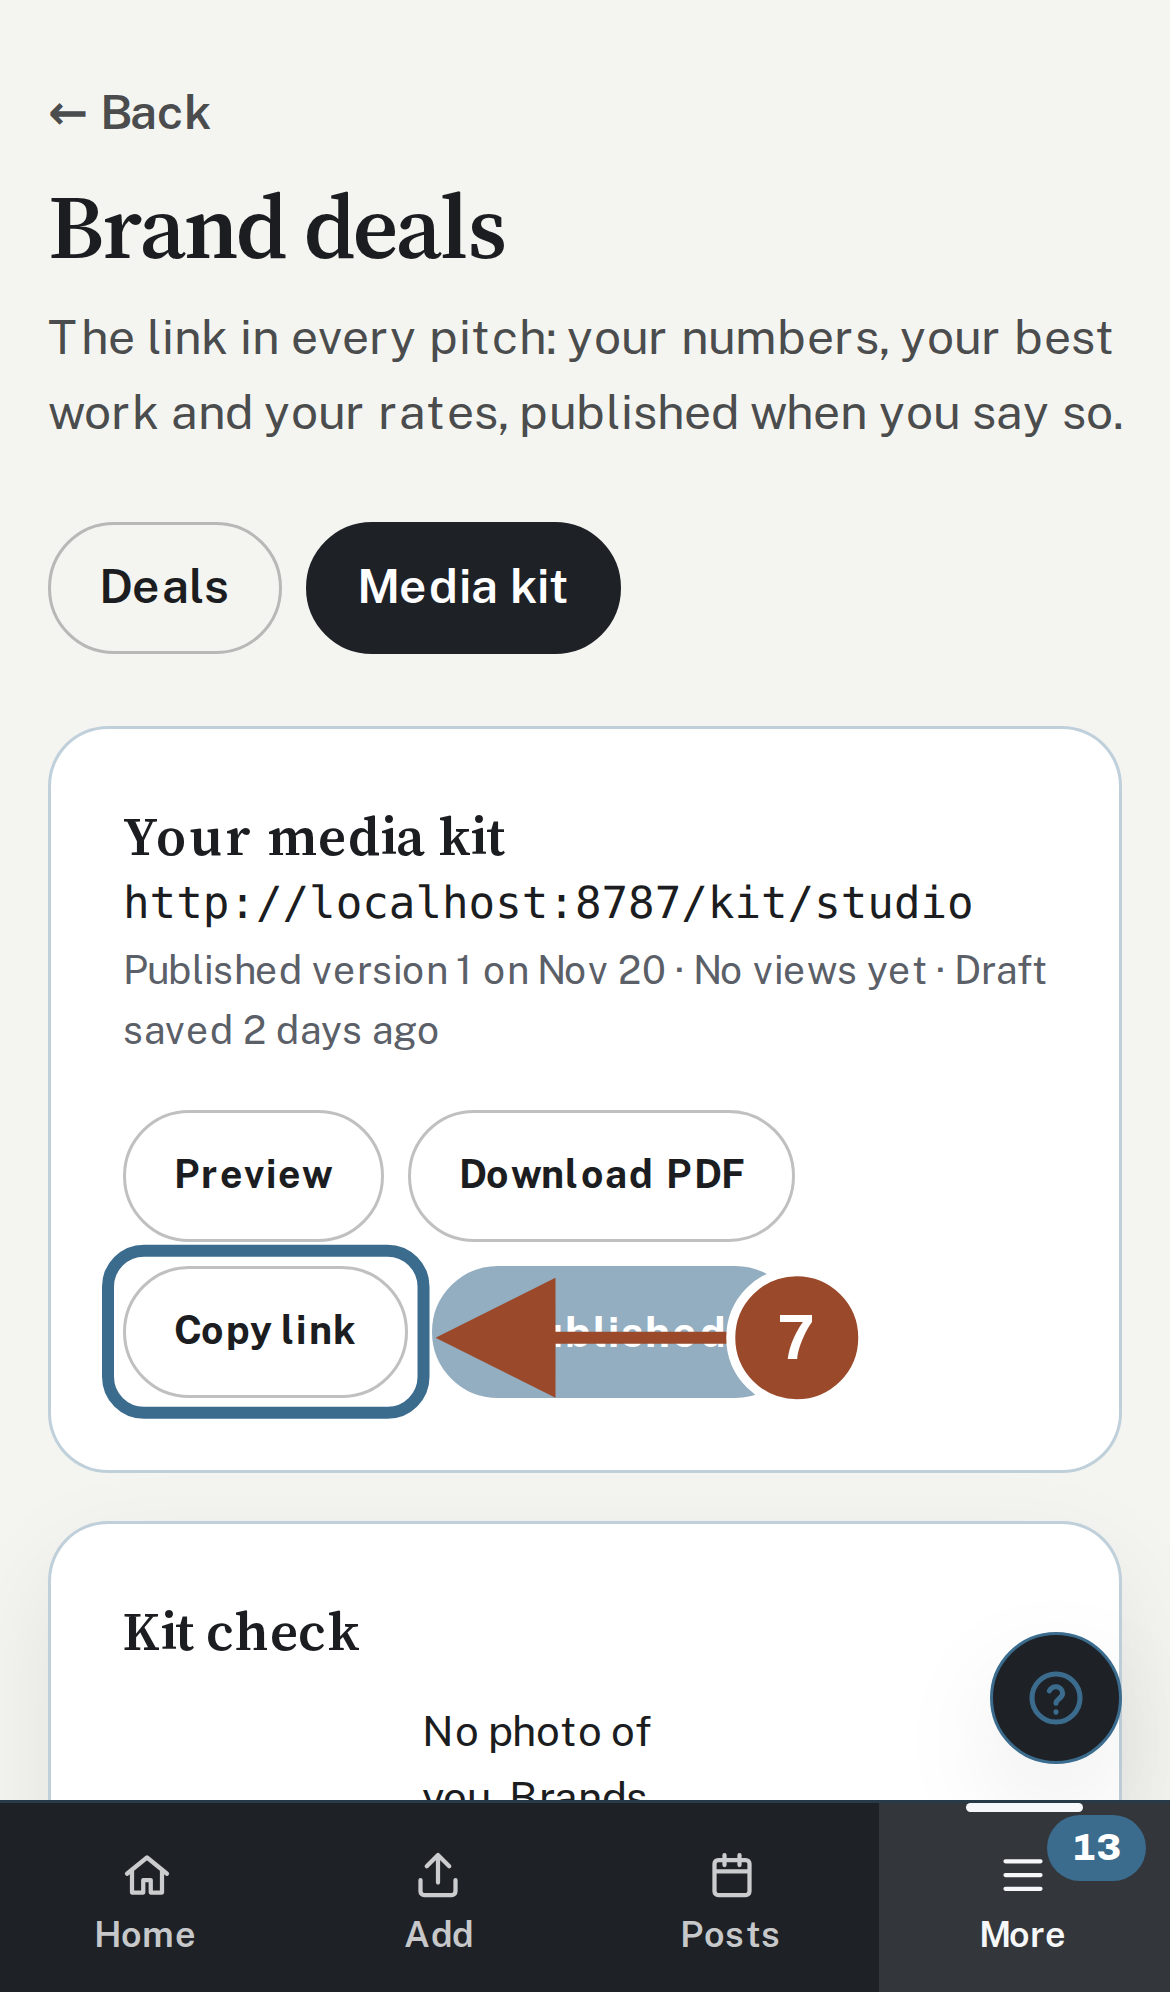 ← Back
Brand deals
The link in every pitch: your numbers, your best
work and your rates, published when you say so.
Deals
Media kit
Your media kit
http://localhost:8787/kit/studio
Published version 1 on Nov 20 · No views yet · Draft
saved 2 days ago
Preview
Download PDF
Copy link
7
Kit check
No photo of
you. Brands
13
Home
Add
Posts
More